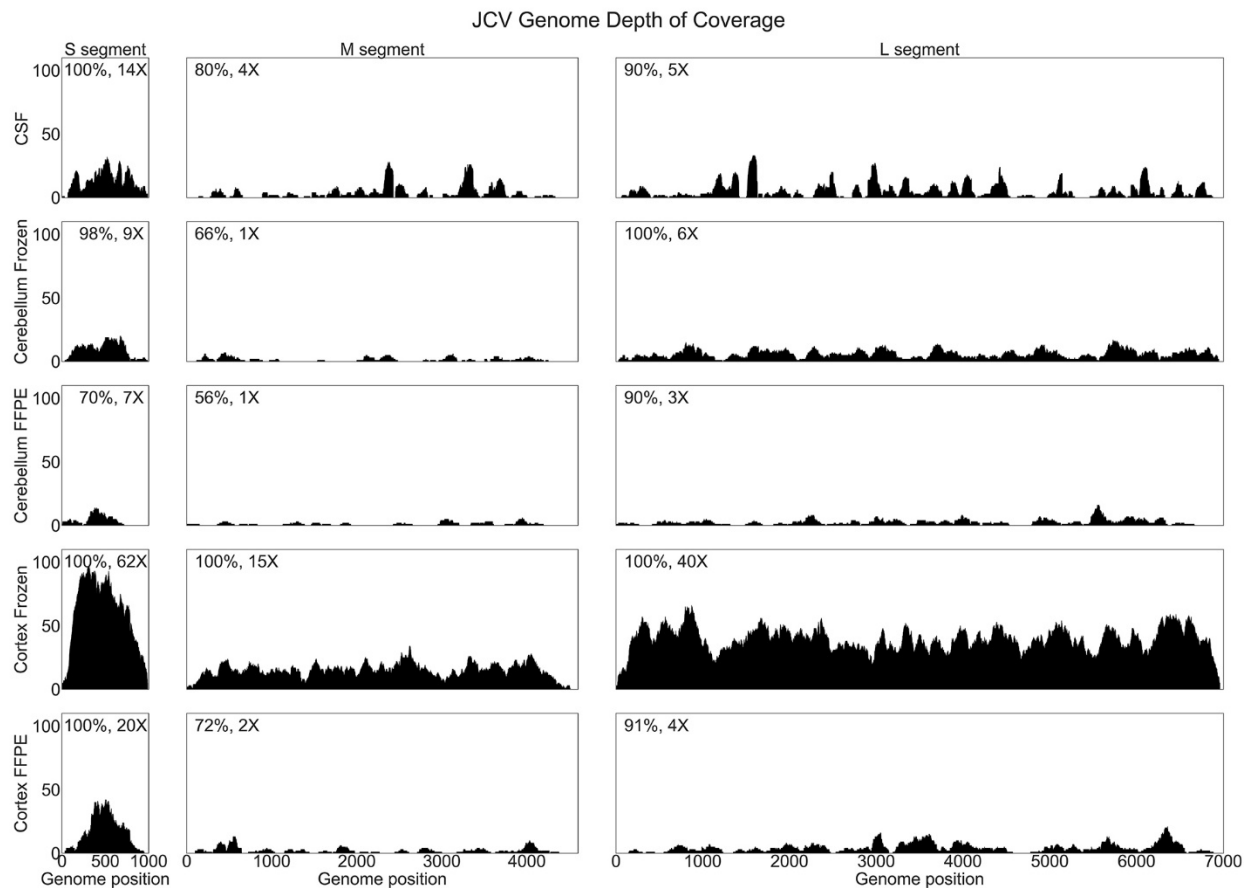 JCV Genome Depth of Coverage
S segment
M segment
L segment
CSF
100
50
0
100%, 14X
80%, 4X
90%, 5X
Cerebellum Frozen
100
50
0
98%, 9X
66%, 1X
100%, 6X
Cerebellum FFPE
100
50
0
70%, 7X
56%, 1X
90%, 3X
Cortex Frozen
100
50
0
100%, 62X
100%, 15X
100%, 40X
Cortex FFPE
100
50
0
100%, 20X
72%, 2X
91%, 4X
0 500 1000
0 1000 2000 3000 4000
0 1000 2000 3000 4000 5000 6000 7000
Genome position
Genome position
Genome position